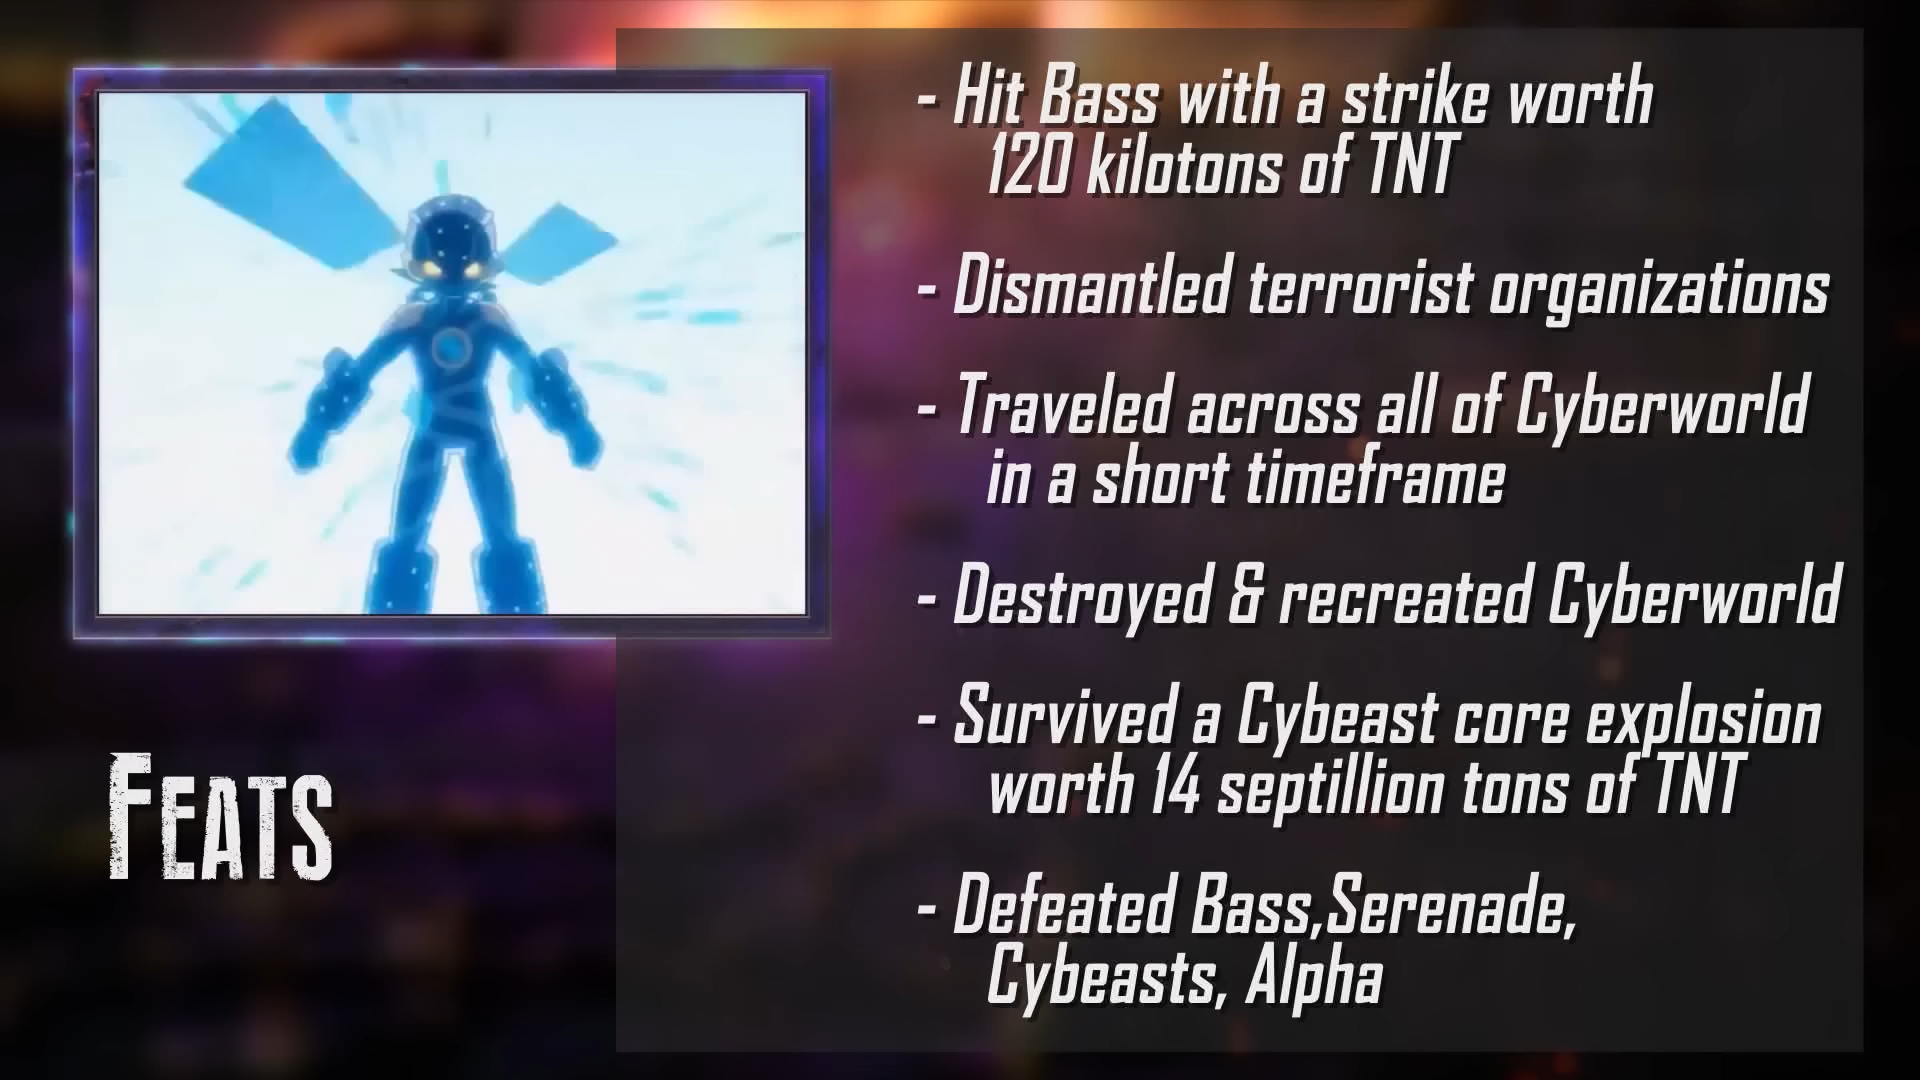 - Hit Bass with a strike worth
120 kilotons of TNT
- Dismantled terrorist organizations
- Traveled across all of Cyberworld
in a short timeframe
- Destroyed & recreated Cyberworld
- Survived a Cybeast core explosion
worth 14 septillion tons of TNT
- Defeated Bass,Serenade,
Cybeasts, Alpha
Feats